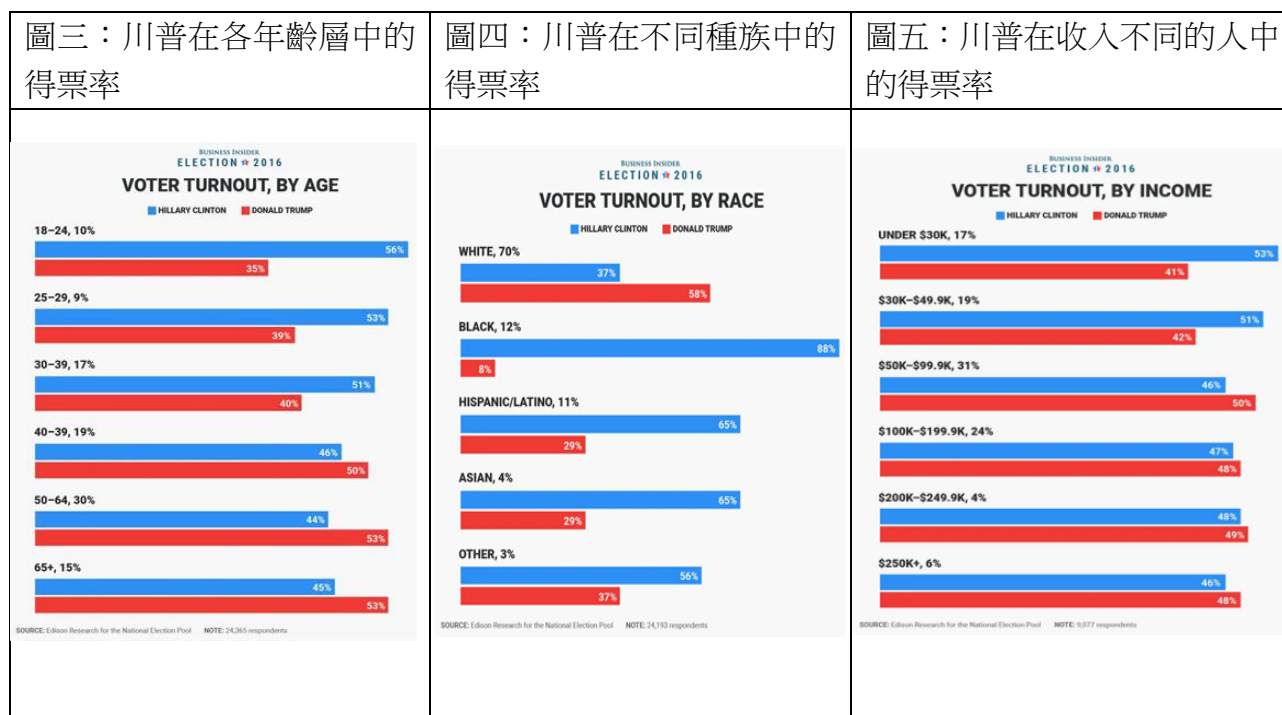 圖三：川普在各年齡層中的
得票率
圖四：川普在不同種族中的
得票率
圖五：川普在收入不同的人中
的得票率
BUSINESS INSIDER
ELECTION 2016
VOTER TURNOUT, BY AGE
HILLARY CLINTON DONALD TRUMP
18–24, 10%
56%
35%
25–29, 9%
53%
39%
30–39, 17%
51%
40%
40–39, 19%
46%
50%
50–64, 30%
44%
53%
65+, 15%
45%
53%
SOURCE: Edison Research for the National Election Pool NOTE: 24,365 respondents
BUSINESS INSIDER
ELECTION 2016
VOTER TURNOUT, BY RACE
HILLARY CLINTON DONALD TRUMP
WHITE, 70%
37%
58%
BLACK, 12%
88%
8%
HISPANIC/LATINO, 11%
65%
29%
ASIAN, 4%
65%
29%
OTHER, 3%
56%
37%
SOURCE: Edison Research for the National Election Pool NOTE: 24,193 respondents
BUSINESS INSIDER
ELECTION 2016
VOTER TURNOUT, BY INCOME
HILLARY CLINTON DONALD TRUMP
UNDER $30K, 17%
53%
41%
$30K–$49.9K, 19%
51%
42%
$50K–$99.9K, 31%
46%
50%
$100K–$199.9K, 24%
47%
48%
$200K–$249.9K, 4%
48%
49%
$250K+, 6%
46%
48%
SOURCE: Edison Research for the National Election Pool NOTE: 9,077 respondents